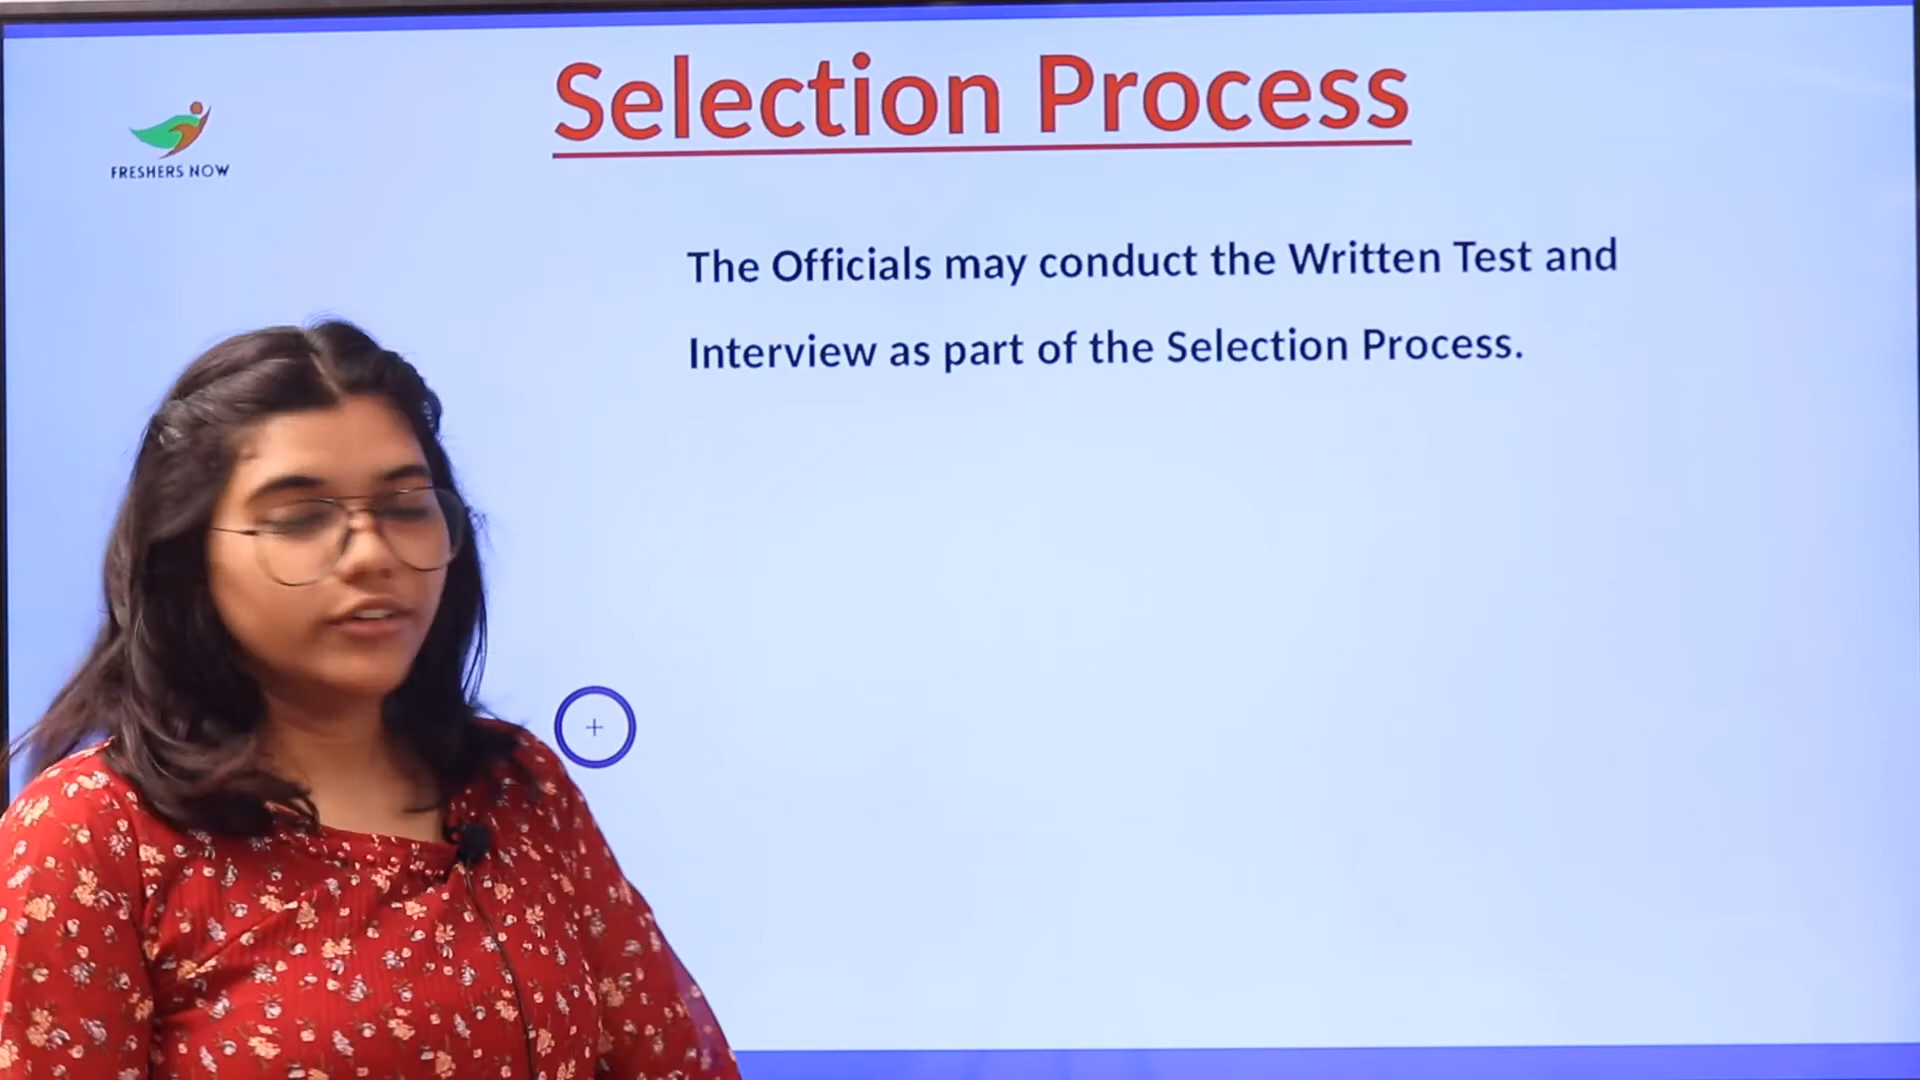 Selection Process
FRESHERS NOW
The Officials may conduct the Written Test and
Interview as part of the Selection Process.